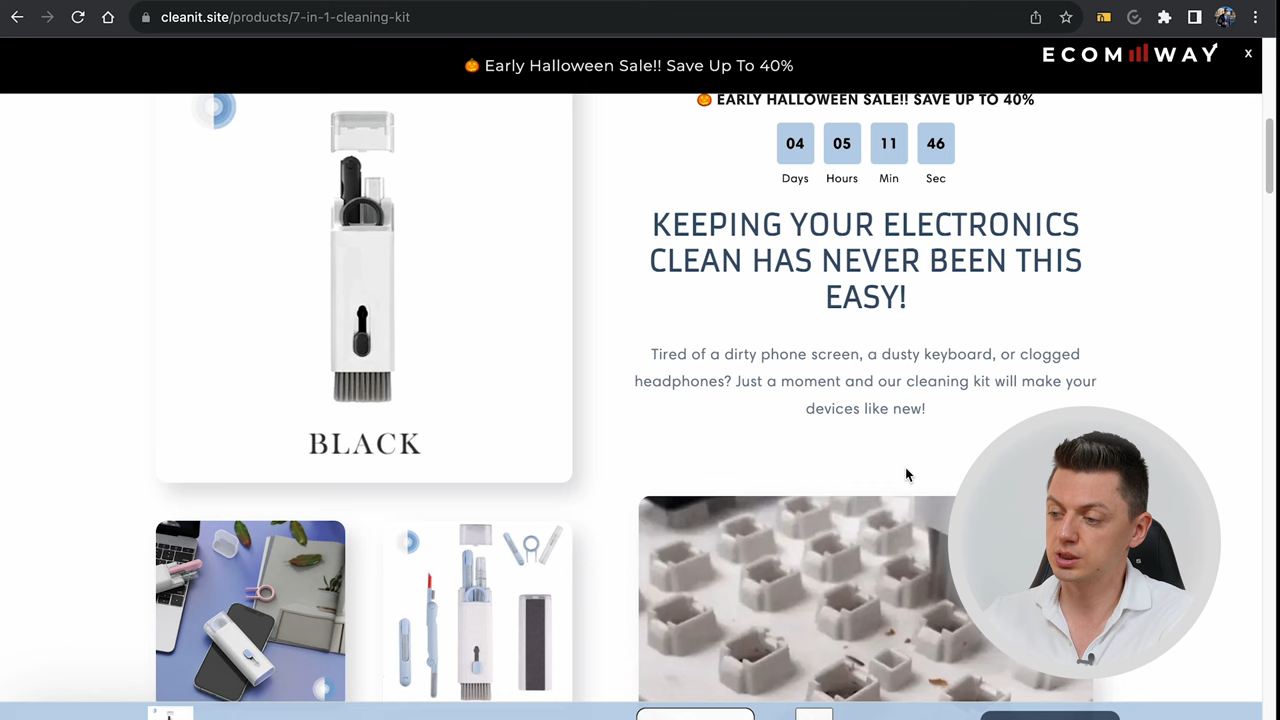 cleanit.site/products/7-in-1-cleaning-kit
🎃 Early Halloween Sale!! Save Up To 40%
ECOM WAY
x
🎃 EARLY HALLOWEEN SALE!! SAVE UP TO 40%
04 05 11 46
Days Hours Min Sec
KEEPING YOUR ELECTRONICS
CLEAN HAS NEVER BEEN THIS
EASY!
Tired of a dirty phone screen, a dusty keyboard, or clogged
headphones? Just a moment and our cleaning kit will make your
devices like new!
BLACK